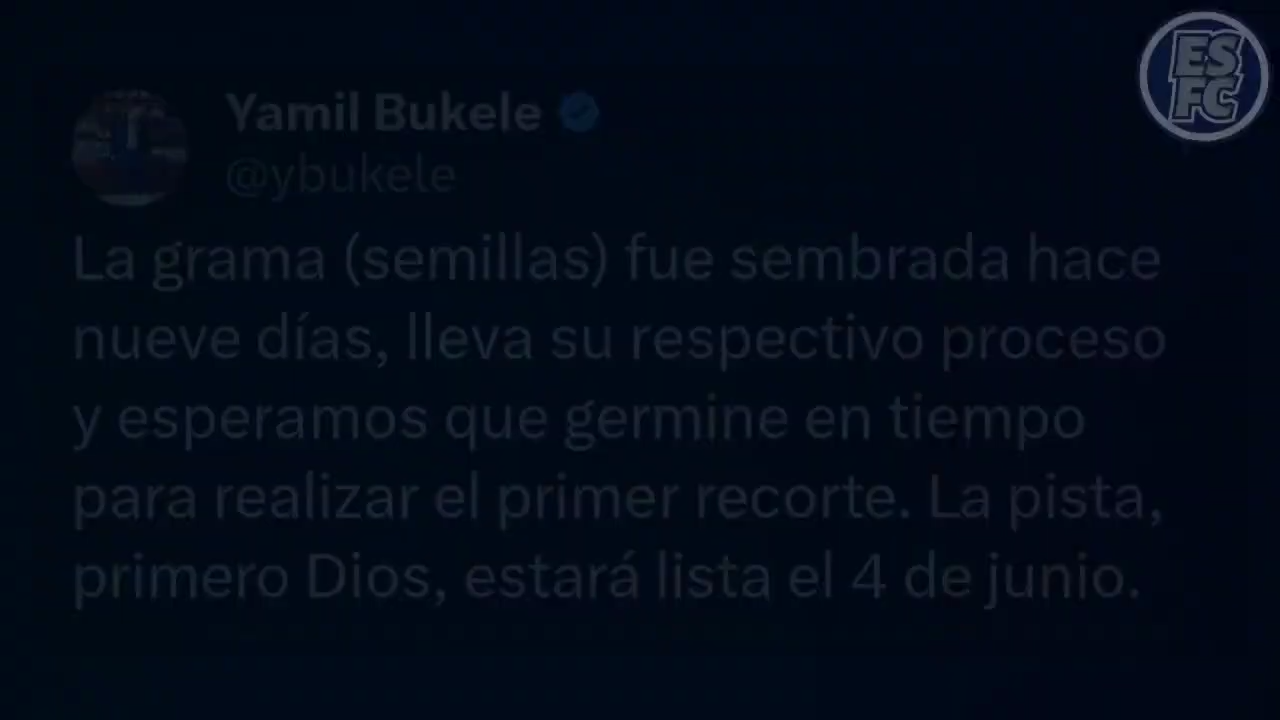 ES
FC
Yamil Bukele
@ybukele
La grama (semillas) fue sembrada hace
nueve días, lleva su respectivo proceso
y esperamos que germine en tiempo
para realizar el primer recorte. La pista,
primero Dios, estará lista el 4 de junio.